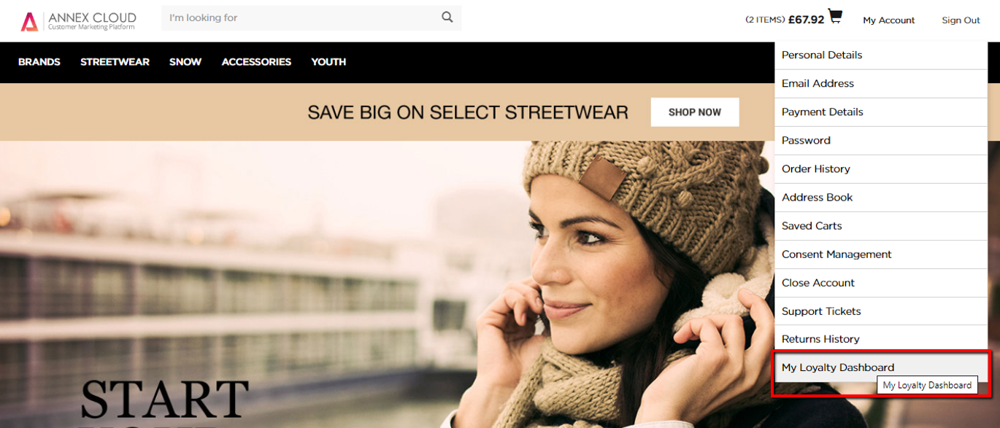 ANNEX CLOUD
Customer Marketing Platform
I'm looking for
(2 ITEMS) £67.92
My Account
Sign Out
BRANDS STREETWEAR SNOW ACCESSORIES YOUTH
SAVE BIG ON SELECT STREETWEAR
SHOP NOW
Personal Details
Email Address
Payment Details
Password
Order History
Address Book
Saved Carts
Consent Management
Close Account
Support Tickets
Returns History
My Loyalty Dashboard
My Loyalty Dashboard
START